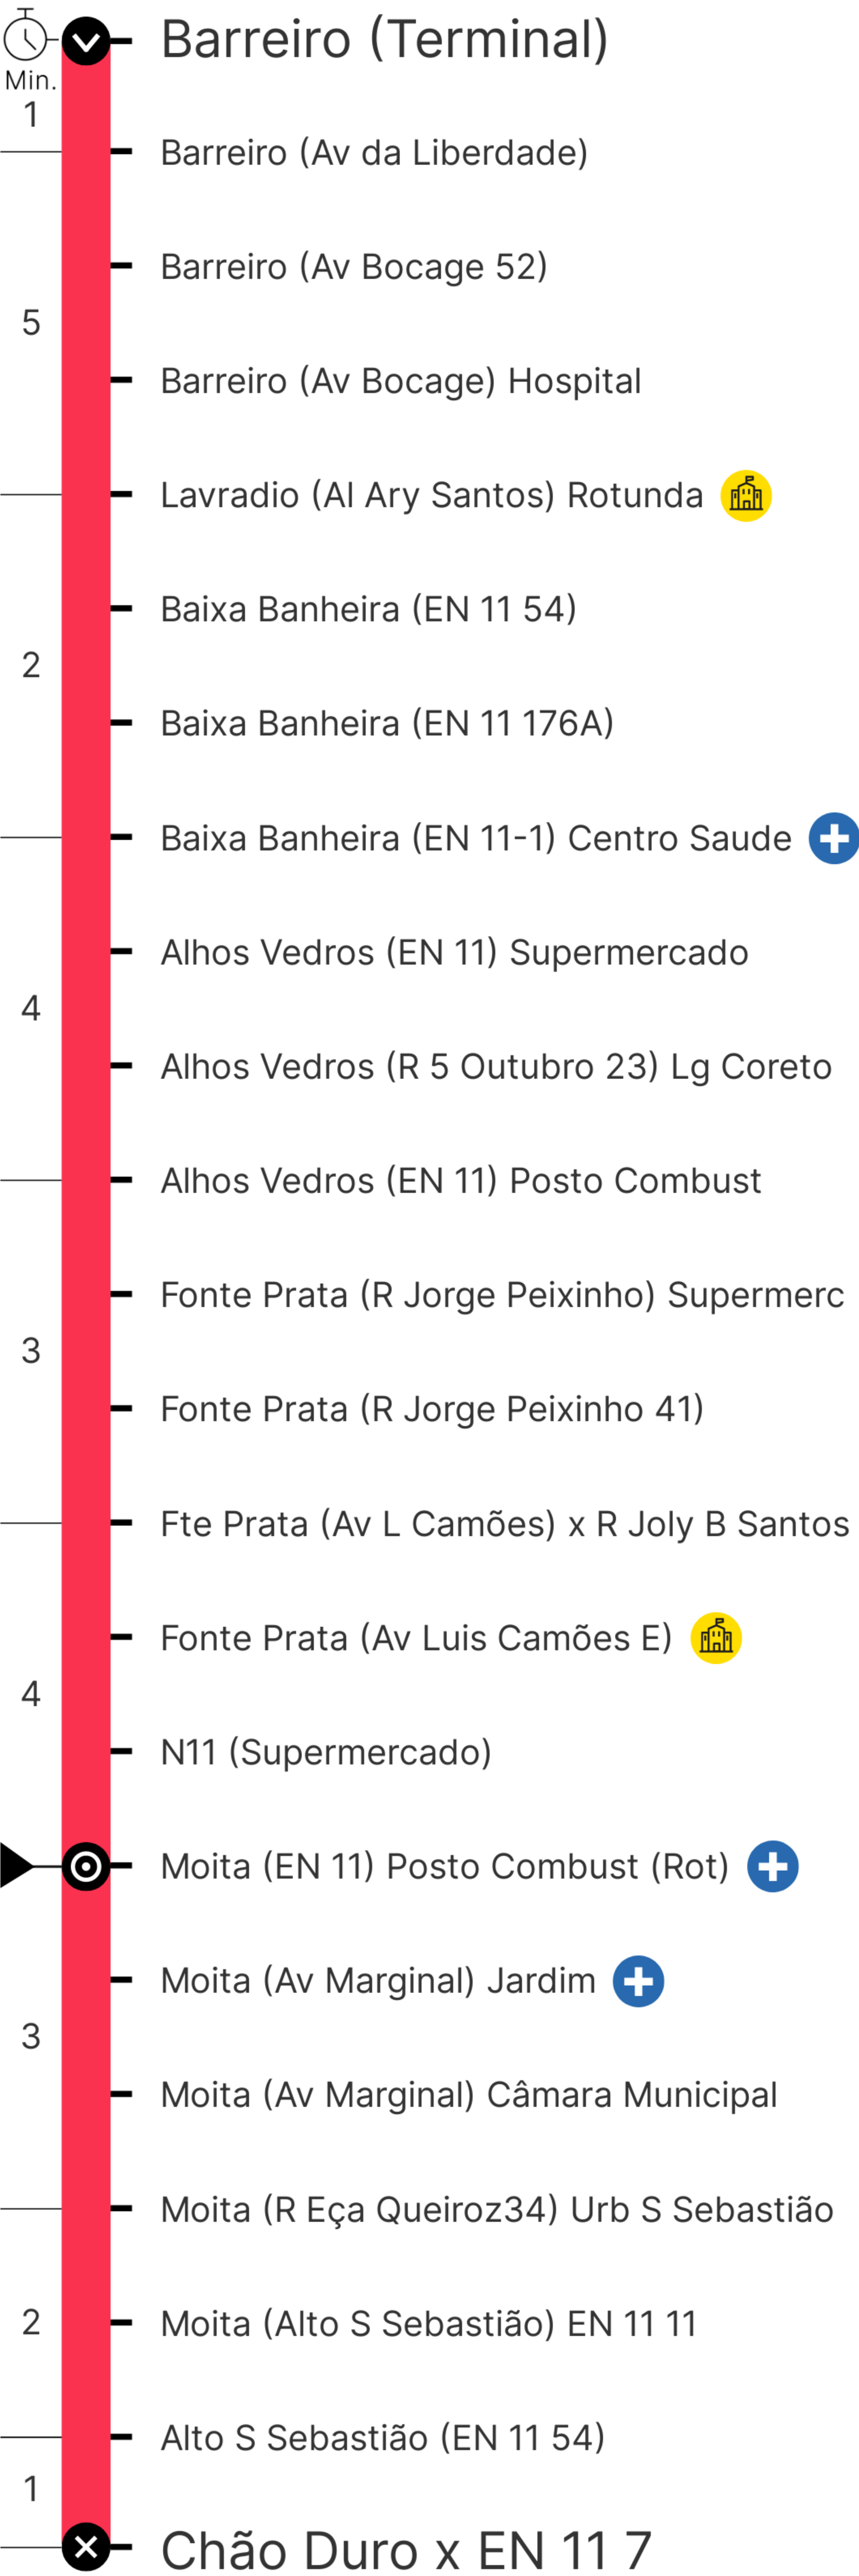 Barreiro (Terminal)
Min.
1
Barreiro (Av da Liberdade)
Barreiro (Av Bocage 52)
5
Barreiro (Av Bocage) Hospital
Lavradio (Al Ary Santos) Rotunda
Baixa Banheira (EN 11 54)
2
Baixa Banheira (EN 11 176A)
Baixa Banheira (EN 11-1) Centro Saude
Alhos Vedros (EN 11) Supermercado
4
Alhos Vedros (R 5 Outubro 23) Lg Coreto
Alhos Vedros (EN 11) Posto Combust
Fonte Prata (R Jorge Peixinho) Supermerc
3
Fonte Prata (R Jorge Peixinho 41)
Fte Prata (Av L Camões) x R Joly B Santos
Fonte Prata (Av Luis Camões E)
4
N11 (Supermercado)
Moita (EN 11) Posto Combust (Rot)
Moita (Av Marginal) Jardim
3
Moita (Av Marginal) Câmara Municipal
Moita (R Eça Queiroz34) Urb S Sebastião
2
Moita (Alto S Sebastião) EN 11 11
Alto S Sebastião (EN 11 54)
1
Chão Duro x EN 11 7